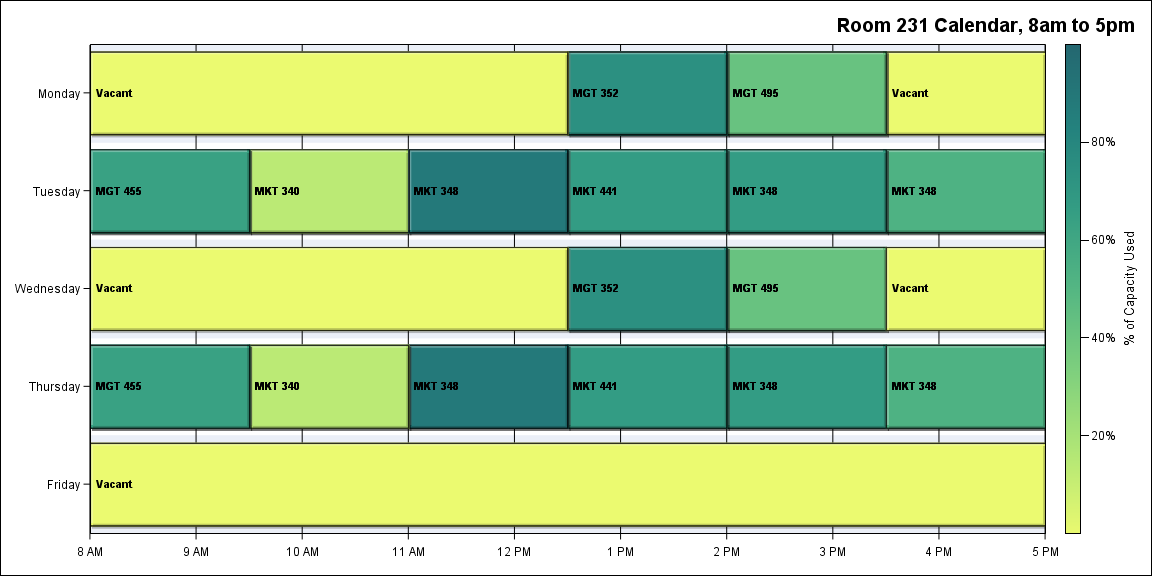 Room 231 Calendar, 8am to 5pm
Monday
Vacant
MGT 352
MGT 495
Vacant
80%
Tuesday
MGT 455
MKT 340
MKT 348
MKT 441
MKT 348
MKT 348
60%
% of Capacity Used
Wednesday
Vacant
MGT 352
MGT 495
Vacant
40%
Thursday
MGT 455
MKT 340
MKT 348
MKT 441
MKT 348
MKT 348
20%
Friday
Vacant
8 AM
9 AM
10 AM
11 AM
12 PM
1 PM
2 PM
3 PM
4 PM
5 PM